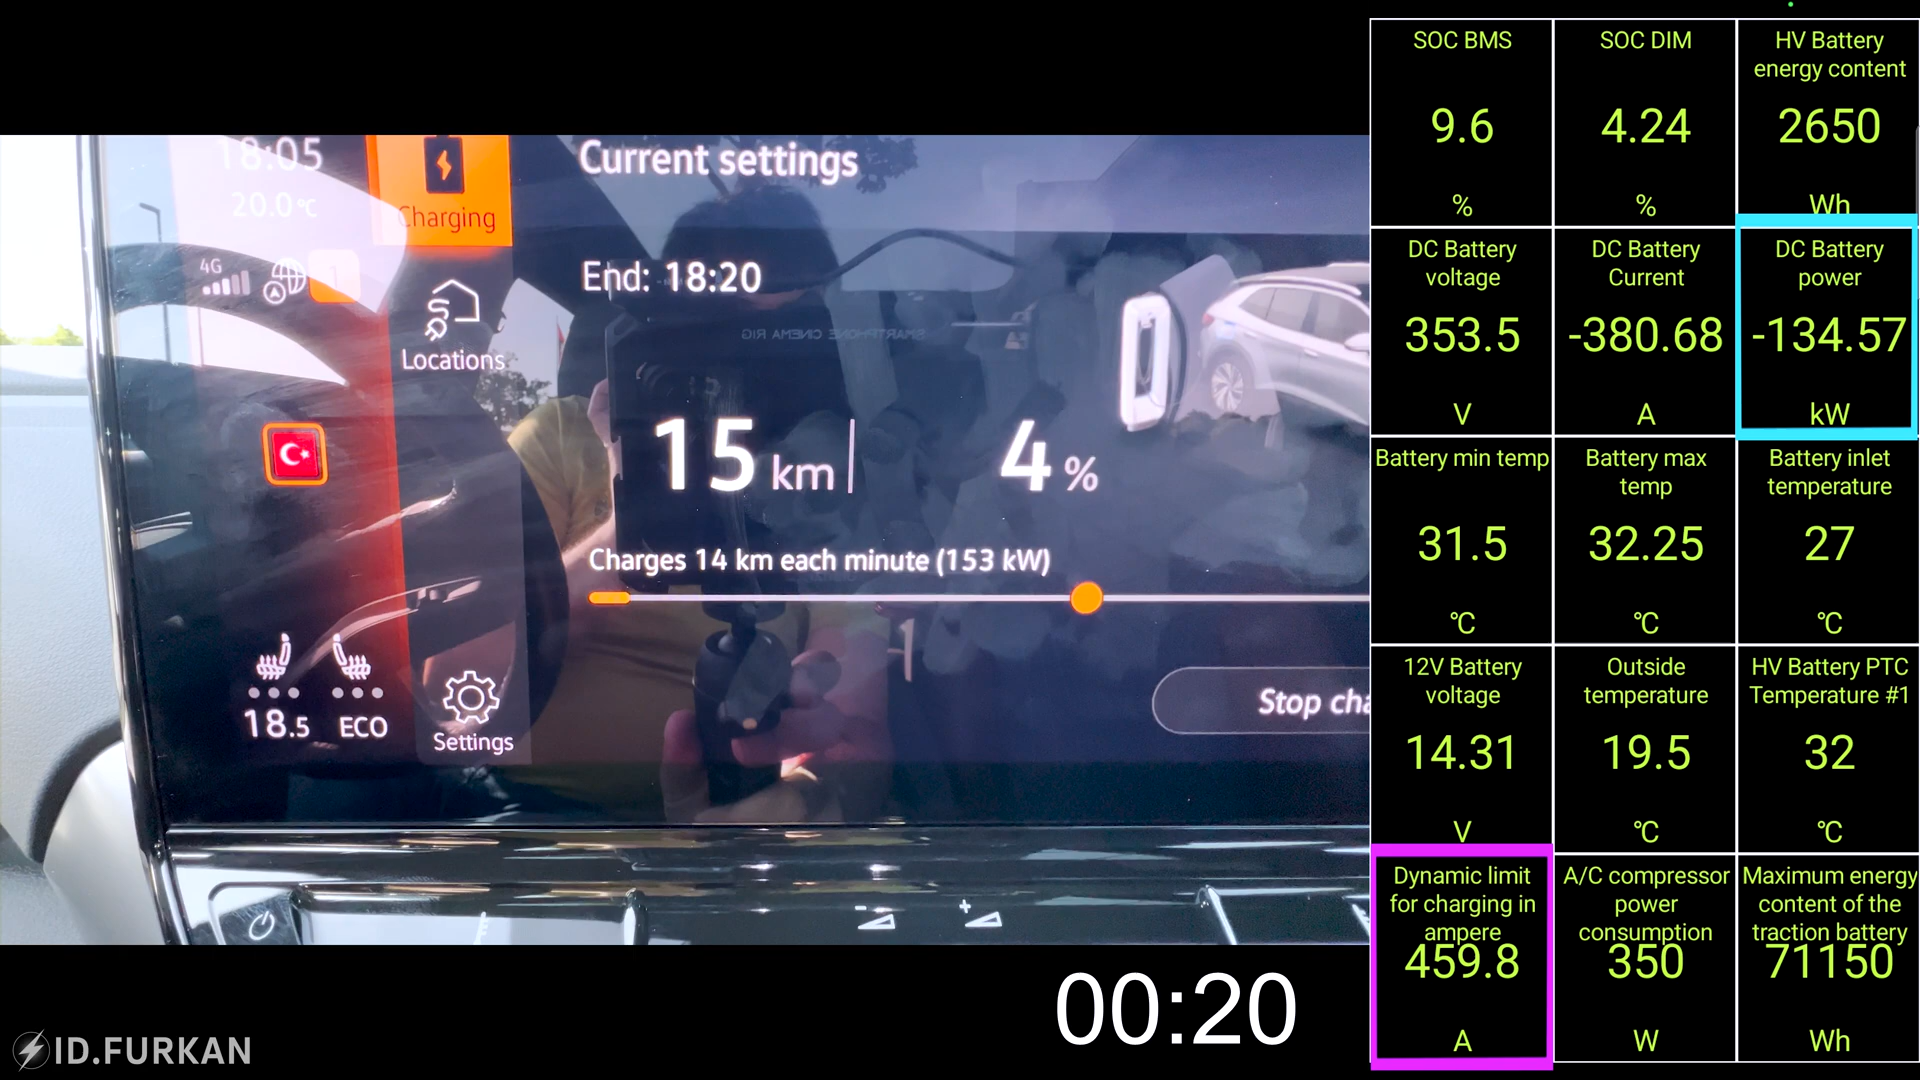 18:05
20.0°C
4G
1
Charging
Locations
18.5
ECO
Settings
Current settings
End: 18:20
SMARTPHONE CINEMA RIG
15 km
4 %
Charges 14 km each minute (153 kW)
Stop cha
00:20
ID.FURKAN
SOC BMS
9.6
%
SOC DIM
4.24
%
HV Battery
energy content
2650
Wh
DC Battery
voltage
353.5
V
DC Battery
Current
-380.68
A
DC Battery
power
-134.57
kW
Battery min temp
31.5
°C
Battery max
temp
32.25
°C
Battery inlet
temperature
27
°C
12V Battery
voltage
14.31
V
Outside
temperature
19.5
°C
HV Battery PTC
Temperature #1
32
°C
Dynamic limit
for charging in
ampere
459.8
A
A/C compressor
power
consumption
350
W
Maximum energy
content of the
traction battery
71150
Wh